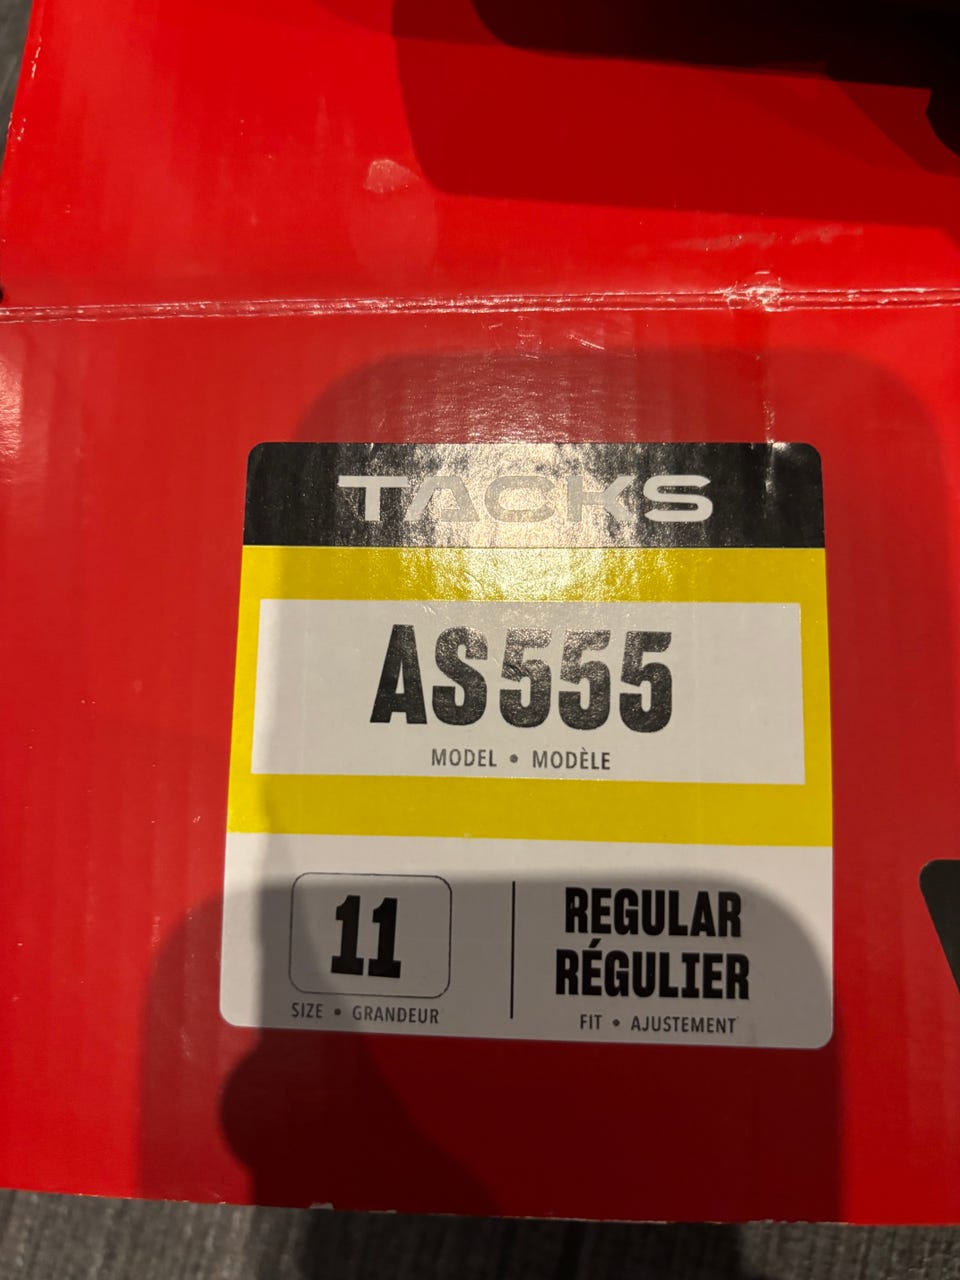 TACKS
AS555
MODEL • MODÈLE
11
SIZE • GRANDEUR
REGULAR
RÉGULIER
FIT • AJUSTEMENT